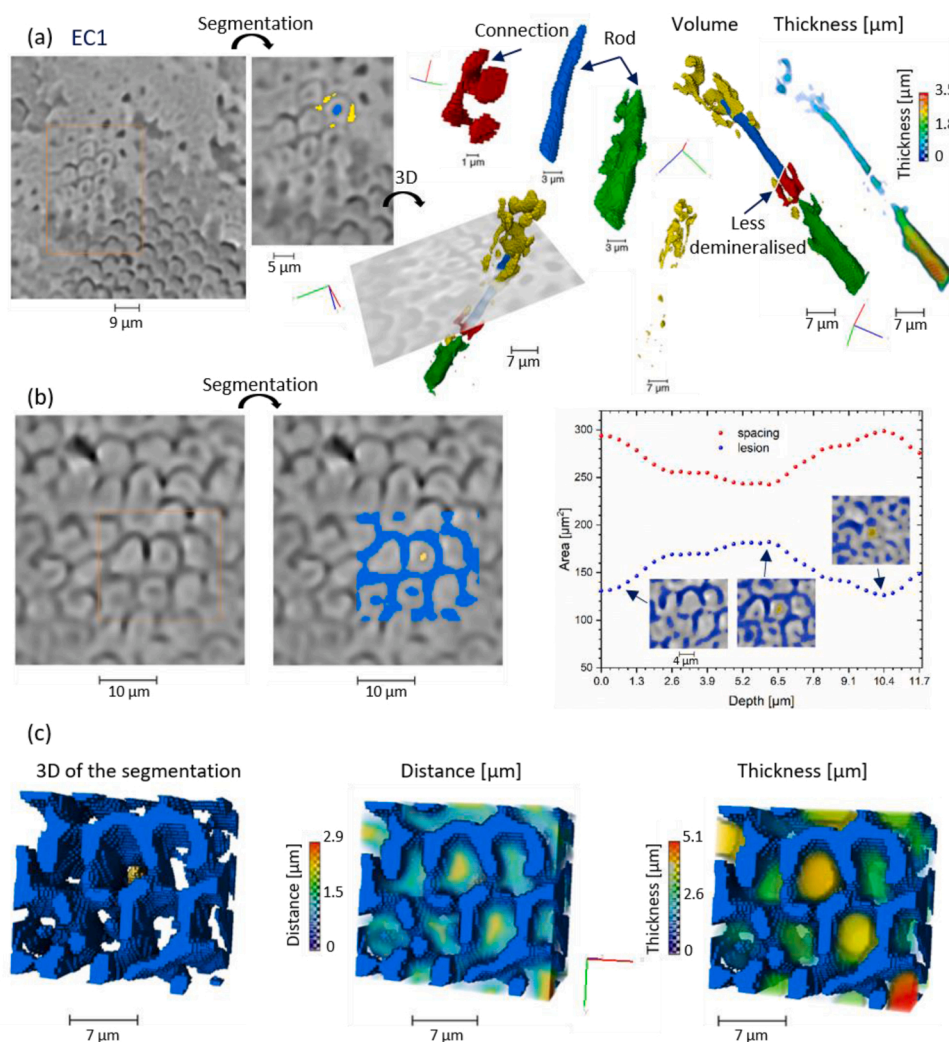 (a) EC1
Segmentation
Connection
Rod
Volume
Thickness [µm]
Thickness [µm]
3.5
1.8
0
1 µm
3 µm
3 µm
3D
Less
demineralised
5 µm
9 µm
7 µm
7 µm
7 µm
7 µm
(b)
Segmentation
10 µm
10 µm
Area [µm²]
300
250
200
150
100
50
spacing
lesion
4 µm
0.0 1.3 2.6 3.9 5.2 6.5 7.8 9.1 10.4 11.7
Depth [µm]
(c)
3D of the segmentation
Distance [µm]
Thickness [µm]
Distance [µm]
2.9
1.5
0
Thickness [µm]
5.1
2.6
0
7 µm
7 µm
7 µm